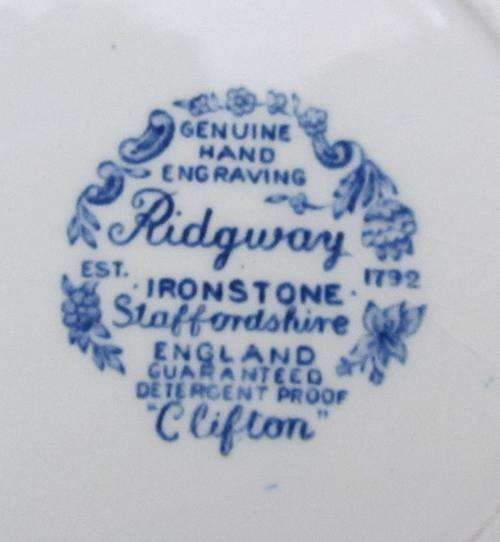 GENUINE
HAND
ENGRAVING
Ridgway
EST. 1792
· IRONSTONE ·
Staffordshire
ENGLAND
GUARANTEED
DETERGENT PROOF
"Clifton"